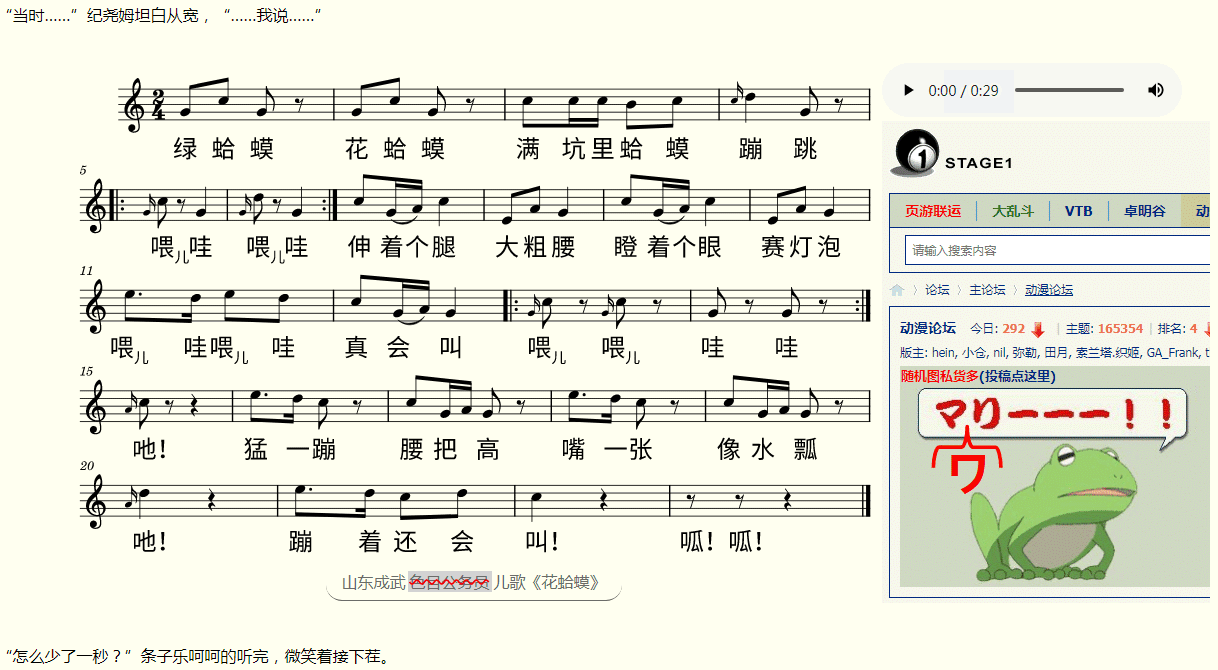 “当时……”纪尧姆坦白从宽，“……我说……”
绿 蛤 蟆 花 蛤 蟆 满 坑 里 蛤 蟆 蹦 跳
5
喂儿哇 喂儿哇 伸 着 个 腿 大 粗 腰 瞪 着 个 眼 赛 灯 泡
11
喂儿 哇 喂儿 哇 真 会 叫 喂儿 喂儿 哇 哇
15
吔！ 猛 一 蹦 腰 把 高 嘴 一 张 像 水 瓢
20
吔！ 蹦 着 还 会 叫！ 呱！ 呱！
山东成武 色目公务员 儿歌《花蛤蟆》
0:00 / 0:29
1 STAGE1
页游联运 大乱斗 VTB 卓明谷 动
请输入搜索内容
论坛 〉 主论坛 〉 动漫论坛
动漫论坛 今日: 292 | 主题: 165354 | 排名: 4
版主: hein, 小仓, nil, 弥勒, 田月, 索兰塔.织姬, GA_Frank, t
随机图私货多(投稿点这里)
マリーーー！！
ワ
“怎么少了一秒？”条子乐呵呵的听完，微笑着接下茬。